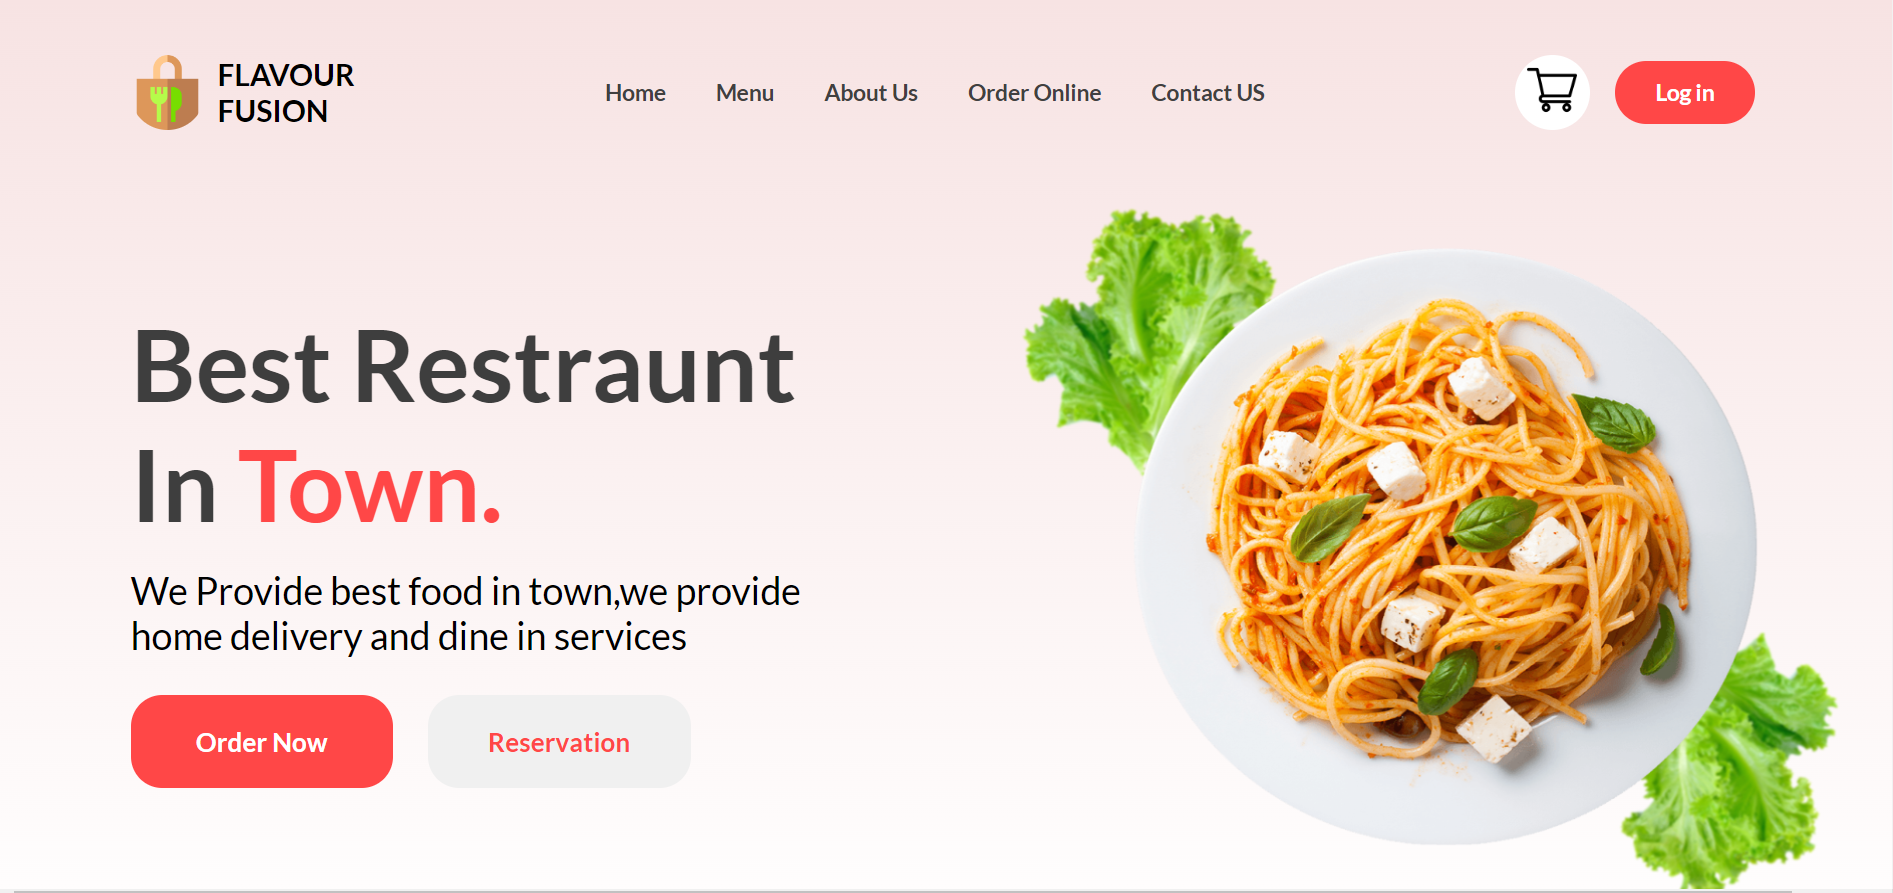 FLAVOUR
FUSION
Home Menu About Us Order Online Contact US
Log in
Best Restraunt
In Town.
We Provide best food in town,we provide
home delivery and dine in services
Order Now Reservation